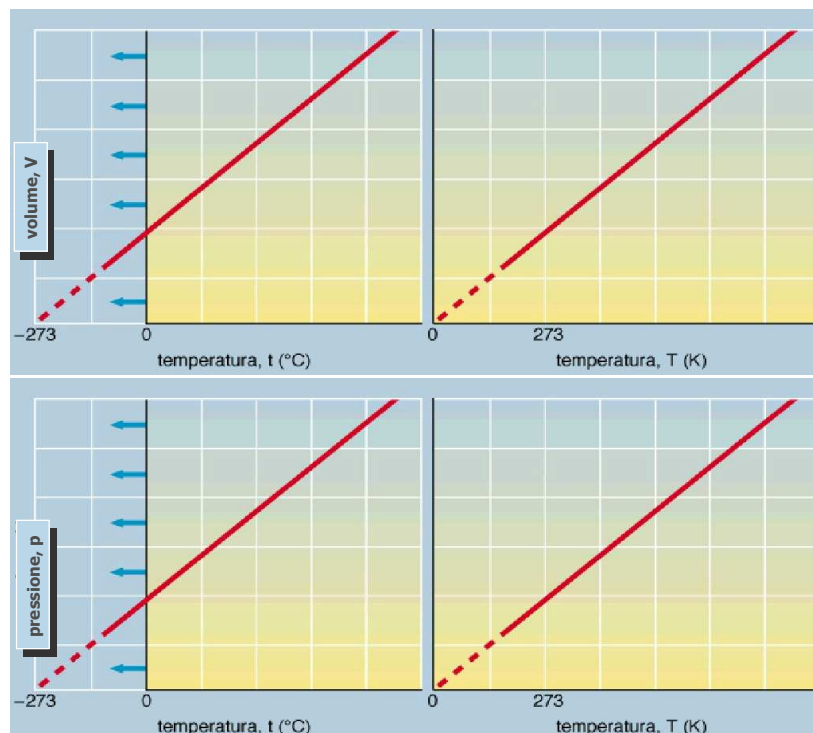 volume, V
−273
0
0
273
temperatura, t (°C)
temperatura, T (K)
pressione, p
−273
0
0
273
temperatura, t (°C)
temperatura, T (K)